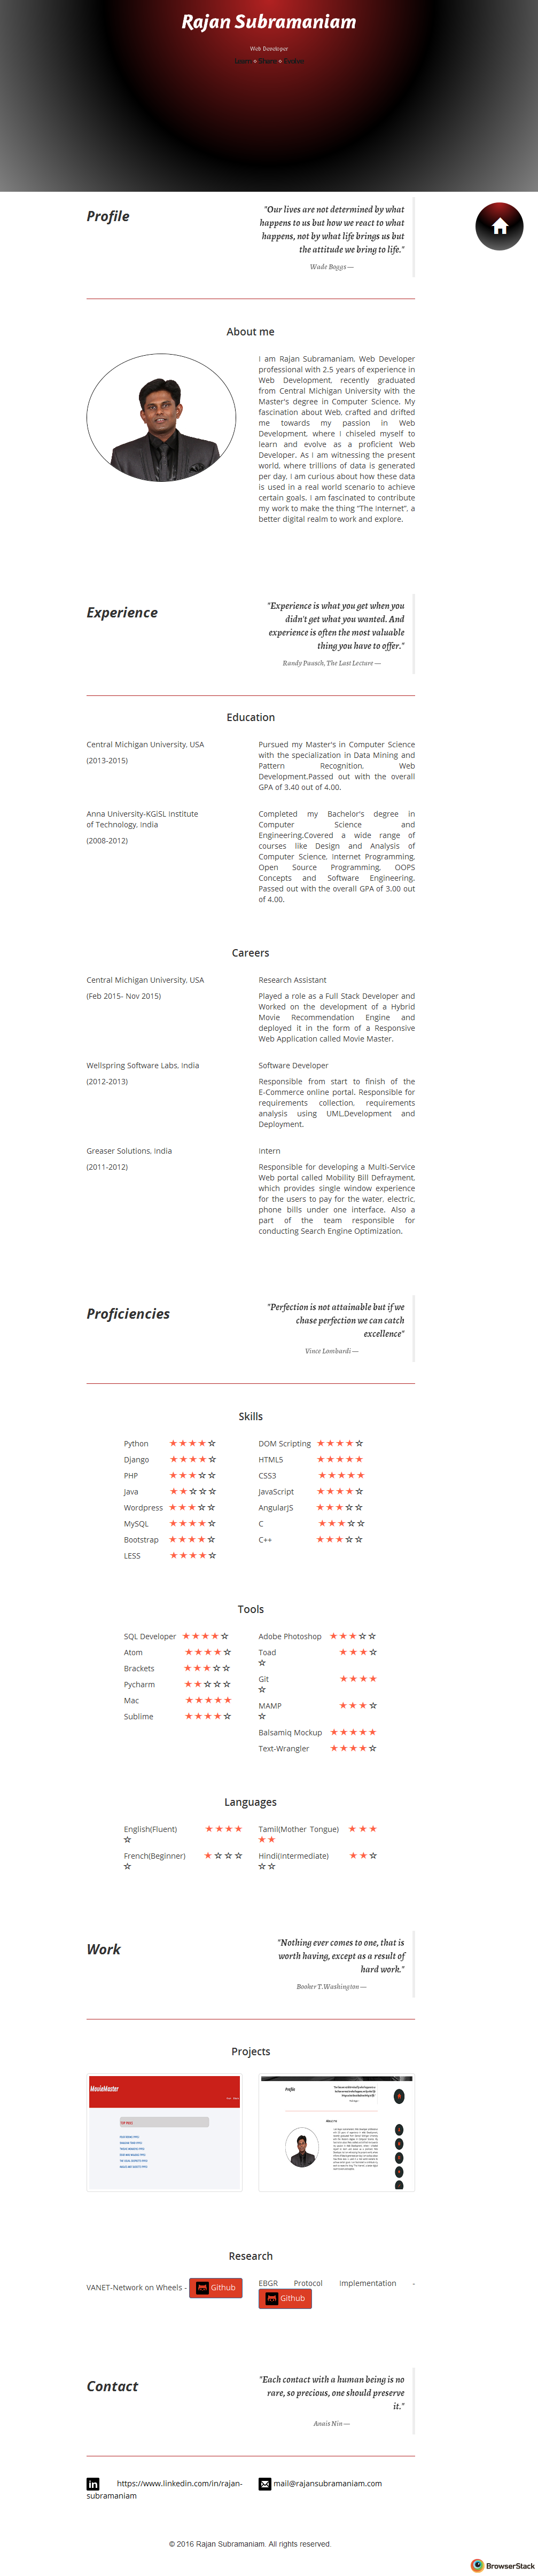 Rajan Subramaniam
Web Developer
Learn Share Evolve
Profile
"Our lives are not determined by what
happens to us but how we react to what
happens, not by what life brings us but
the attitude we bring to life."
Wade Boggs —
About me
I am Rajan Subramaniam, Web Developer
professional with 2.5 years of experience in
Web Development, recently graduated
from Central Michigan University with the
Master's degree in Computer Science. My
fascination about Web, crafted and drifted
me towards my passion in Web
Development, where I chiseled myself to
learn and evolve as a proficient Web
Developer. As I am witnessing the present
world, where trillions of data is generated
per day, I am curious about how these data
is used in a real world scenario to achieve
certain goals. I am fascinated to contribute
my work to make the thing "The Internet", a
better digital realm to work and explore.
Experience
"Experience is what you get when you
didn't get what you wanted. And
experience is often the most valuable
thing you have to offer."
Randy Pausch, The Last Lecture —
Education
Central Michigan University, USA
(2013-2015)
Pursued my Master's in Computer Science
with the specialization in Data Mining and
Pattern Recognition, Web
Development.Passed out with the overall
GPA of 3.40 out of 4.00.
Anna University-KGiSL Institute
of Technology, India
(2008-2012)
Completed my Bachelor's degree in
Computer Science and
Engineering.Covered a wide range of
courses like Design and Analysis of
Computer Science, Internet Programming,
Open Source Programming, OOPS
Concepts and Software Engineering.
Passed out with the overall GPA of 3.00 out
of 4.00.
Careers
Central Michigan University, USA
(Feb 2015- Nov 2015)
Research Assistant
Played a role as a Full Stack Developer and
Worked on the development of a Hybrid
Movie Recommendation Engine and
deployed it in the form of a Responsive
Web Application called Movie Master.
Wellspring Software Labs, India
(2012-2013)
Software Developer
Responsible from start to finish of the
E-Commerce online portal. Responsible for
requirements collection, requirements
analysis using UML,Development and
Deployment.
Greaser Solutions, India
(2011-2012)
Intern
Responsible for developing a Multi-Service
Web portal called Mobility Bill Defrayment,
which provides single window experience
for the users to pay for the water, electric,
phone bills under one interface. Also a
part of the team responsible for
conducting Search Engine Optimization.
Proficiencies
"Perfection is not attainable but if we
chase perfection we can catch
excellence"
Vince Lombardi —
Skills
Python ★★★★☆
Django ★★★★☆
PHP ★★★☆☆
Java ★★☆☆☆
Wordpress ★★★☆☆
MySQL ★★★★☆
Bootstrap ★★★★☆
LESS ★★★★☆
DOM Scripting ★★★★☆
HTML5 ★★★★★
CSS3 ★★★★★
JavaScript ★★★★☆
AngularJS ★★★☆☆
C ★★★☆☆
C++ ★★★☆☆
Tools
SQL Developer ★★★★☆
Atom ★★★★☆
Brackets ★★★☆☆
Pycharm ★★☆☆☆
Mac ★★★★★
Sublime ★★★★☆
Adobe Photoshop ★★★☆☆
Toad ★★★☆
☆
Git ★★★★
☆
MAMP ★★★☆
☆
Balsamiq Mockup ★★★★★
Text-Wrangler ★★★★☆
Languages
English(Fluent) ★★★★
☆
French(Beginner) ★☆☆☆
☆
Tamil(Mother Tongue) ★★★
★★
Hindi(Intermediate) ★★☆
☆☆
Work
"Nothing ever comes to one, that is
worth having, except as a result of
hard work."
Booker T.Washington —
Projects
MovieMaster
Profile
About me
Research
VANET-Network on Wheels - Github
EBGR Protocol Implementation -
Github
Contact
"Each contact with a human being is no
rare, so precious, one should preserve
it."
Anais Nin —
https://www.linkedin.com/in/rajan-
subramaniam
mail@rajansubramaniam.com
© 2016 Rajan Subramaniam. All rights reserved.
BrowserStack